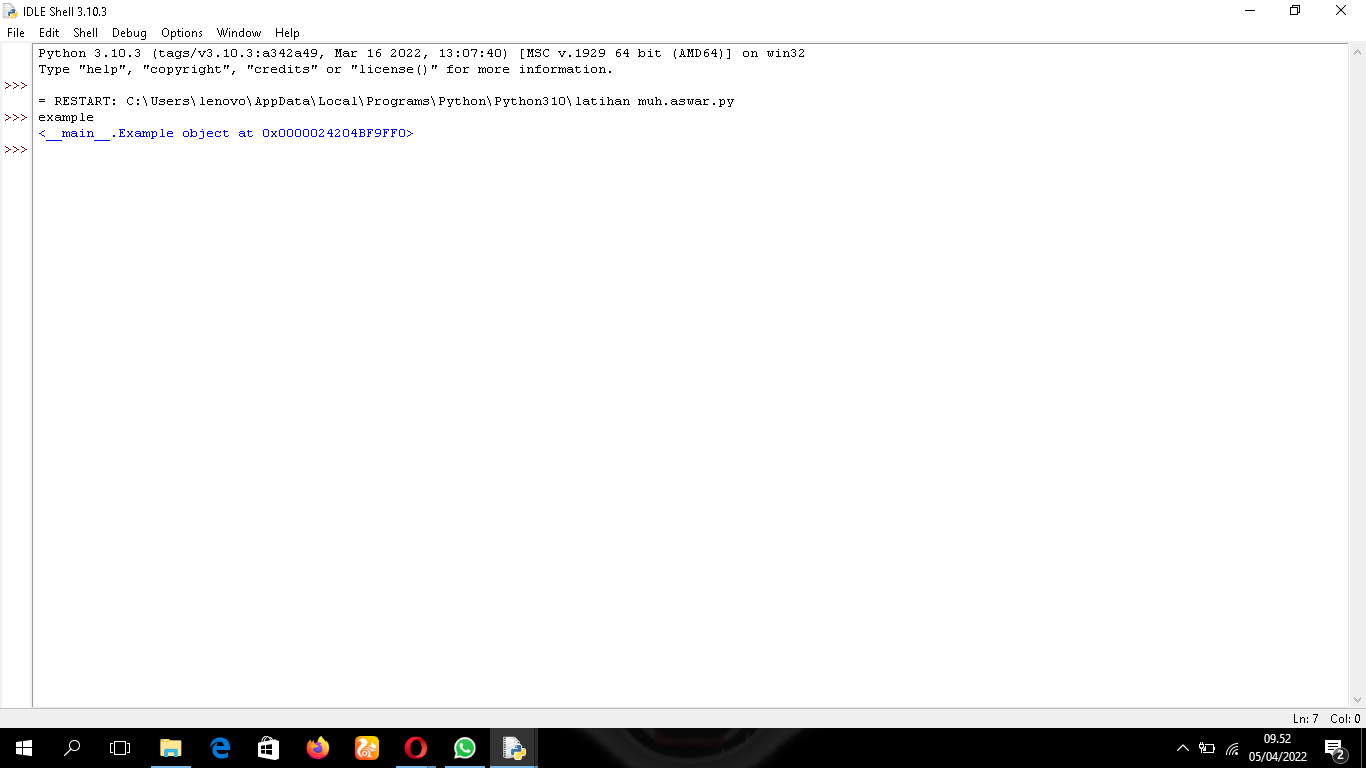 IDLE Shell 3.10.3
File Edit Shell Debug Options Window Help
Python 3.10.3 (tags/v3.10.3:a342a49, Mar 16 2022, 13:07:40) [MSC v.1929 64 bit (AMD64)] on win32
Type "help", "copyright", "credits" or "license()" for more information.
>>>
= RESTART: C:\Users\lenovo\AppData\Local\Programs\Python\Python310\latihan muh.aswar.py
>>> example
<__main__.Example object at 0x0000024204BF9FF0>
>>>
Ln: 7 Col: 0
09.52
05/04/2022
2